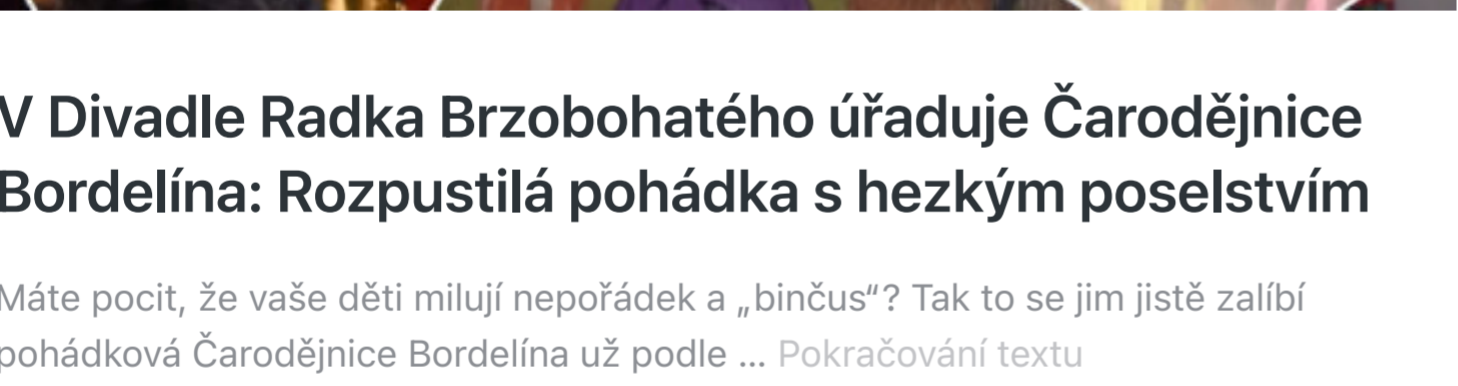 V Divadle Radka Brzobohatého úřaduje Čarodějnice
Bordelína: Rozpustilá pohádka s hezkým poselstvím
Máte pocit, že vaše děti milují nepořádek a „binčus“? Tak to se jim jistě zalíbí
pohádková Čarodějnice Bordelína už podle ... Pokračování textu